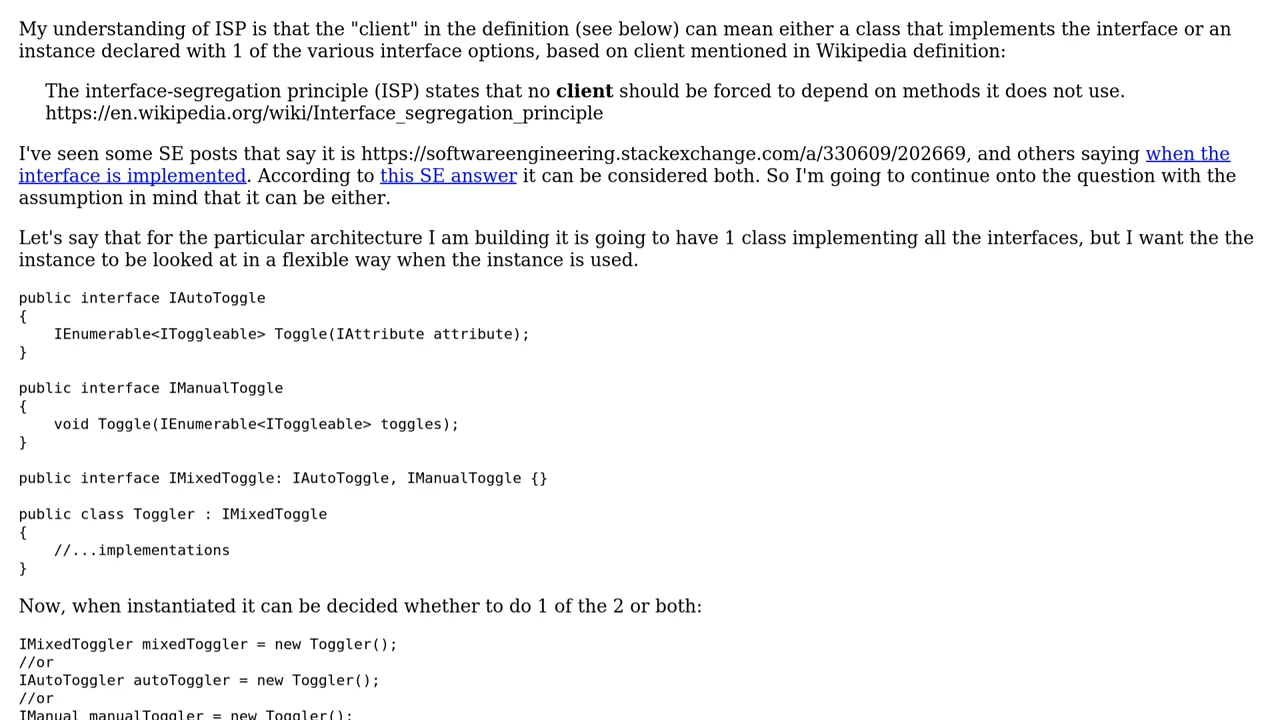 My understanding of ISP is that the "client" in the definition (see below) can mean either a class that implements the interface or an
instance declared with 1 of the various interface options, based on client mentioned in Wikipedia definition:
The interface-segregation principle (ISP) states that no client should be forced to depend on methods it does not use.
https://en.wikipedia.org/wiki/Interface_segregation_principle
I've seen some SE posts that say it is https://softwareengineering.stackexchange.com/a/330609/202669, and others saying when the
interface is implemented. According to this SE answer it can be considered both. So I'm going to continue onto the question with the
assumption in mind that it can be either.
Let's say that for the particular architecture I am building it is going to have 1 class implementing all the interfaces, but I want the the
instance to be looked at in a flexible way when the instance is used.
public interface IAutoToggle
{
    IEnumerable<IToggleable> Toggle(IAttribute attribute);
}
public interface IManualToggle
{
    void Toggle(IEnumerable<IToggleable> toggles);
}
public interface IMixedToggle: IAutoToggle, IManualToggle {}
public class Toggler : IMixedToggle
{
    //...implementations
}
Now, when instantiated it can be decided whether to do 1 of the 2 or both:
IMixedToggler mixedToggler = new Toggler();
//or
IAutoToggler autoToggler = new Toggler();
//or
IManual manualToggler = new Toggler();